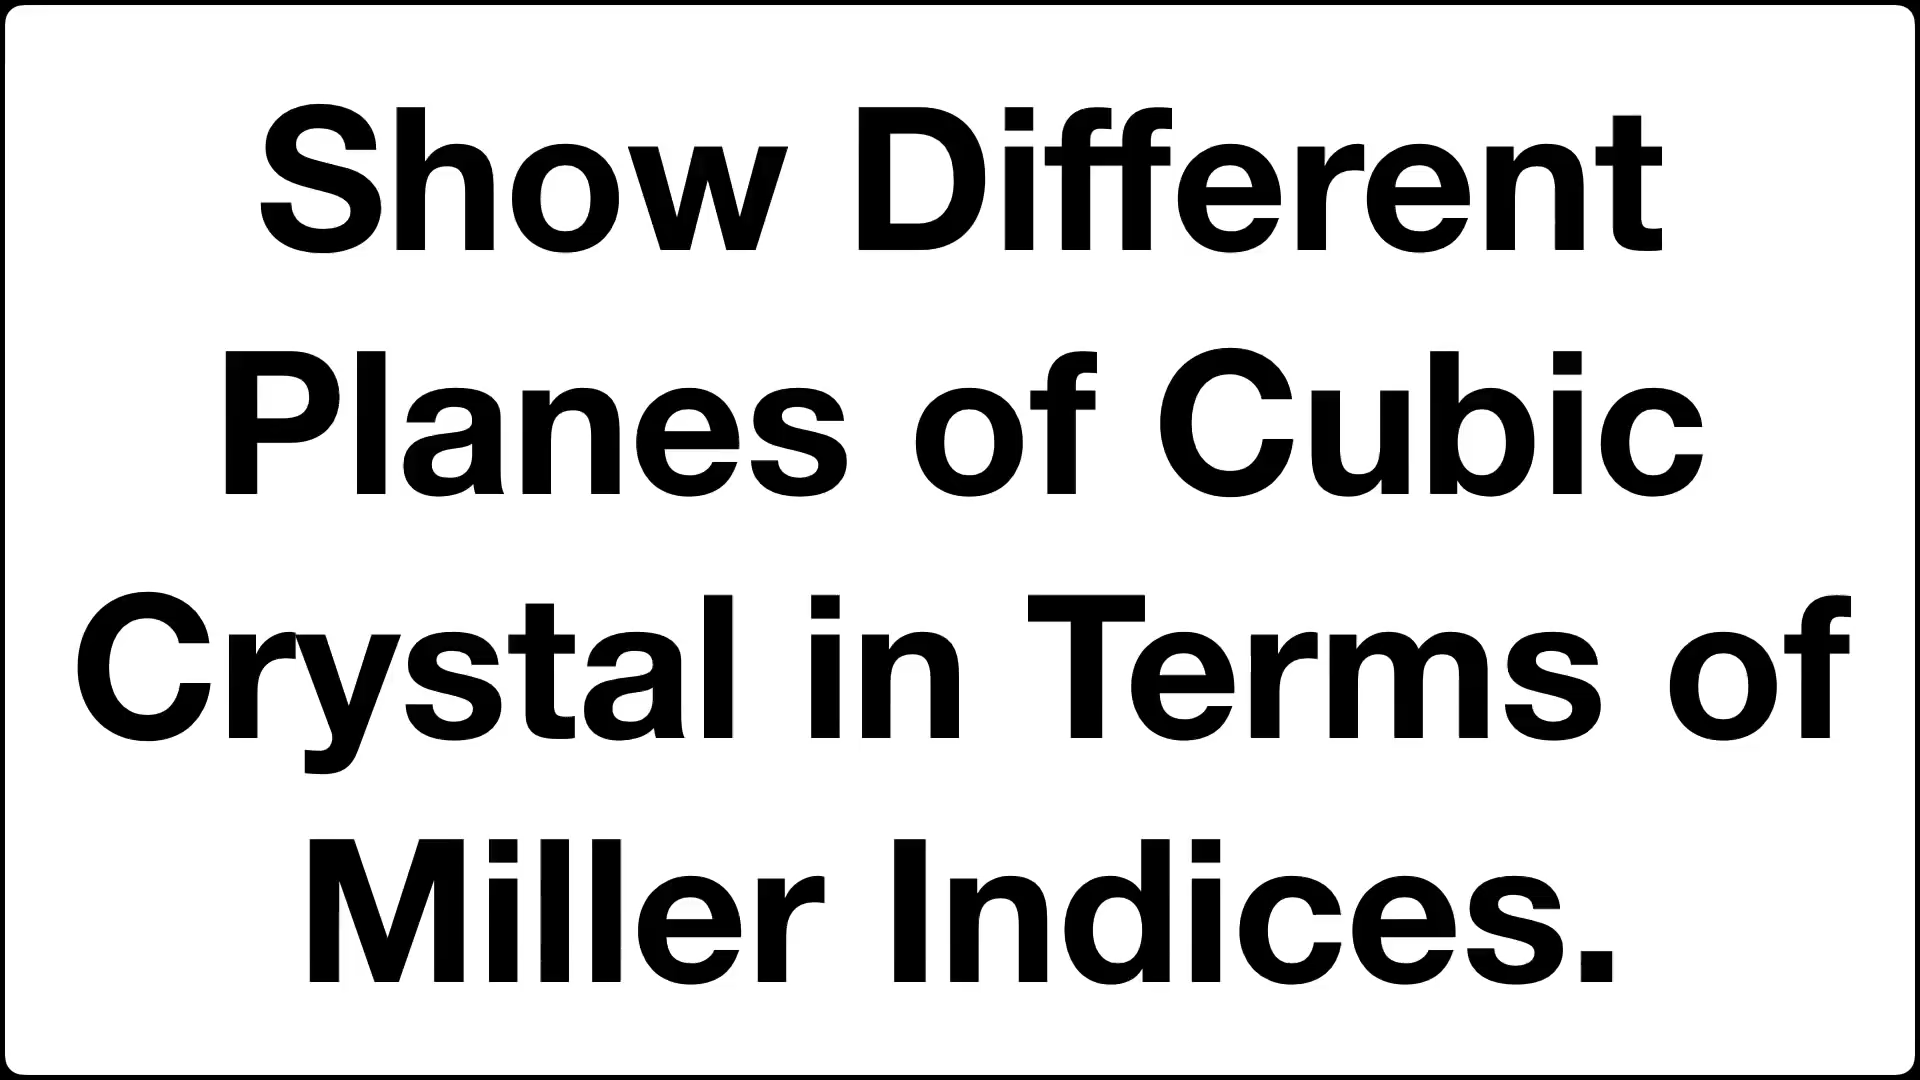 Show Different
Planes of Cubic
Crystal in Terms of
Miller Indices.